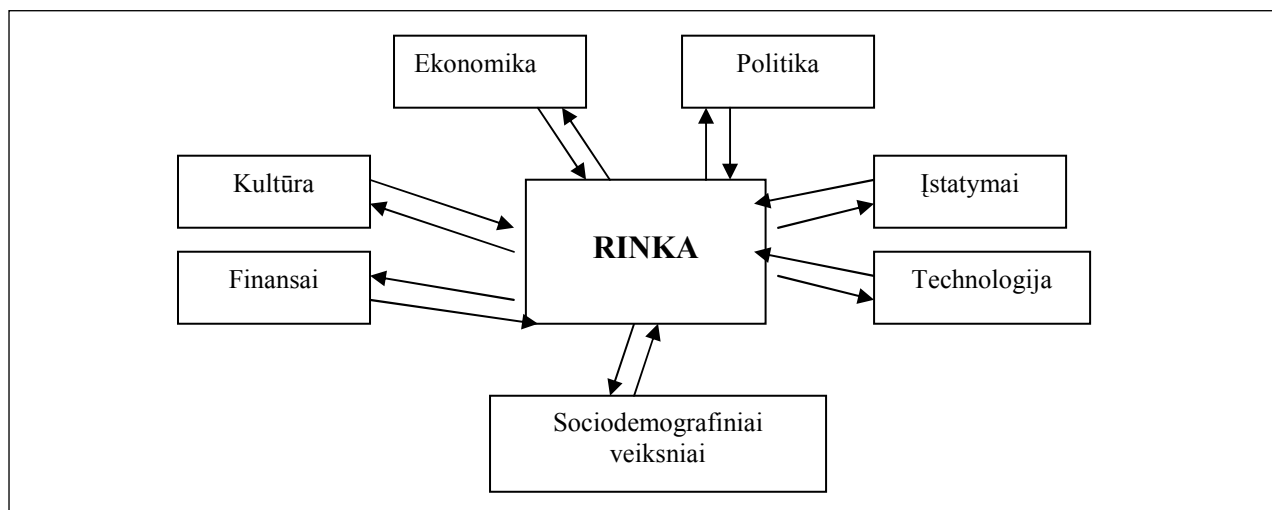 Ekonomika
Politika
Kultūra
Įstatymai
RINKA
Finansai
Technologija
Sociodemografiniai
veiksniai